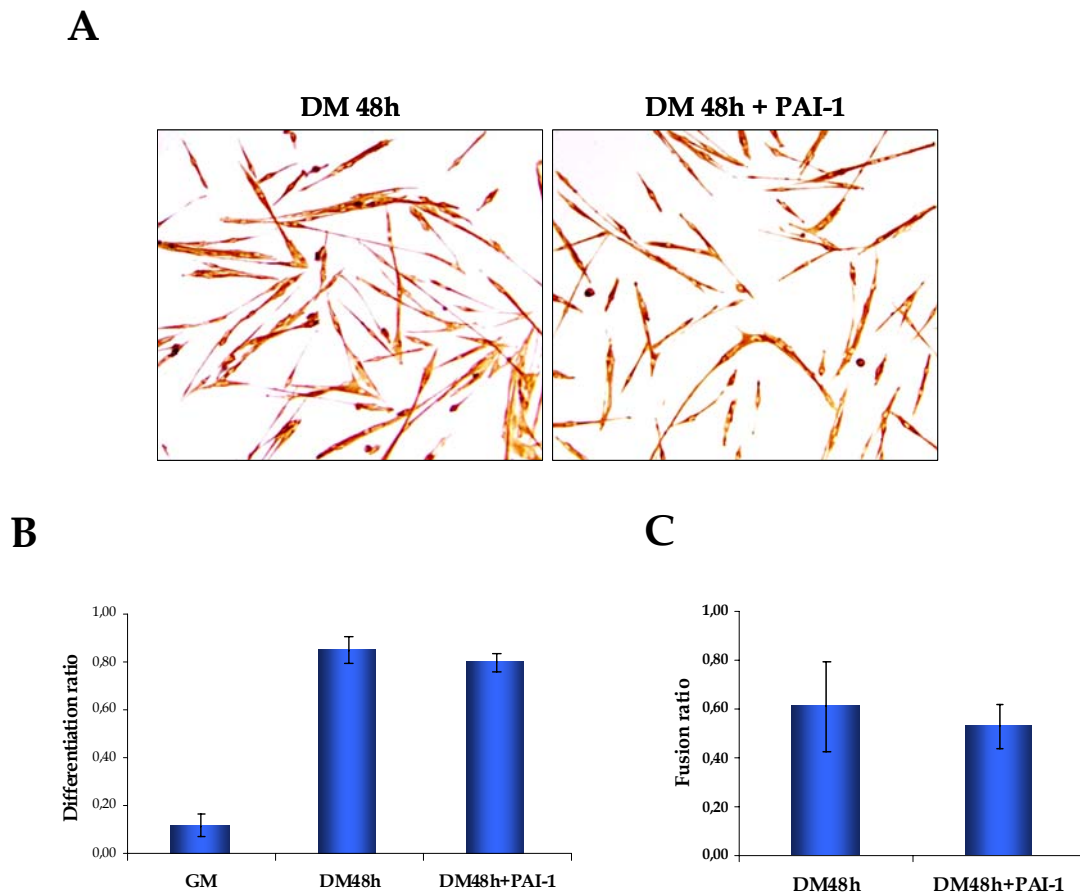 A
DM 48h
DM 48h + PAI-1
B
C
Differentiation ratio
1,00
0,80
0,60
0,40
0,20
0,00
GM
DM48h
DM48h+PAI-1
Fusion ratio
1,00
0,80
0,60
0,40
0,20
0,00
DM48h
DM48h+PAI-1